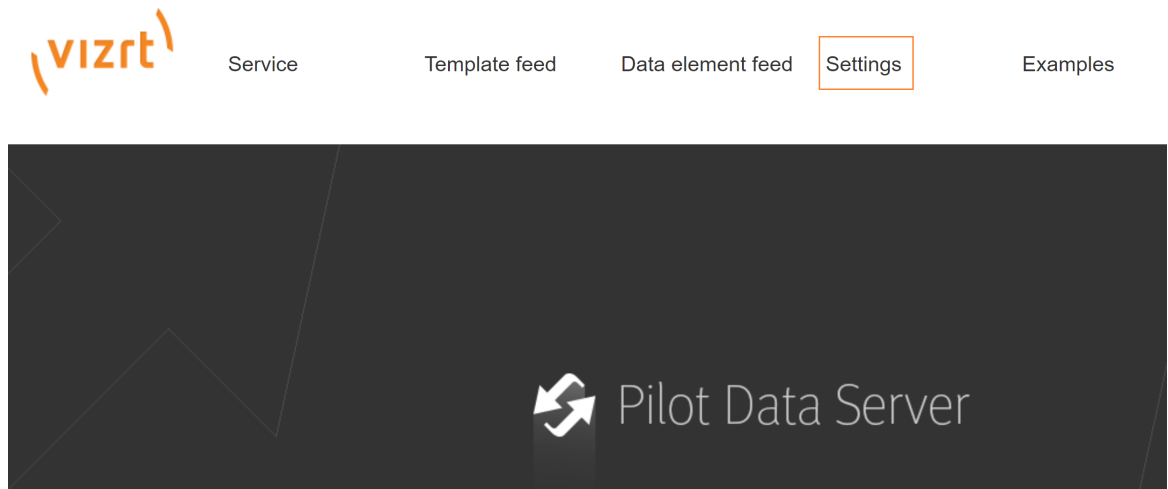 vizrt
Service Template feed Data element feed Settings Examples
Pilot Data Server